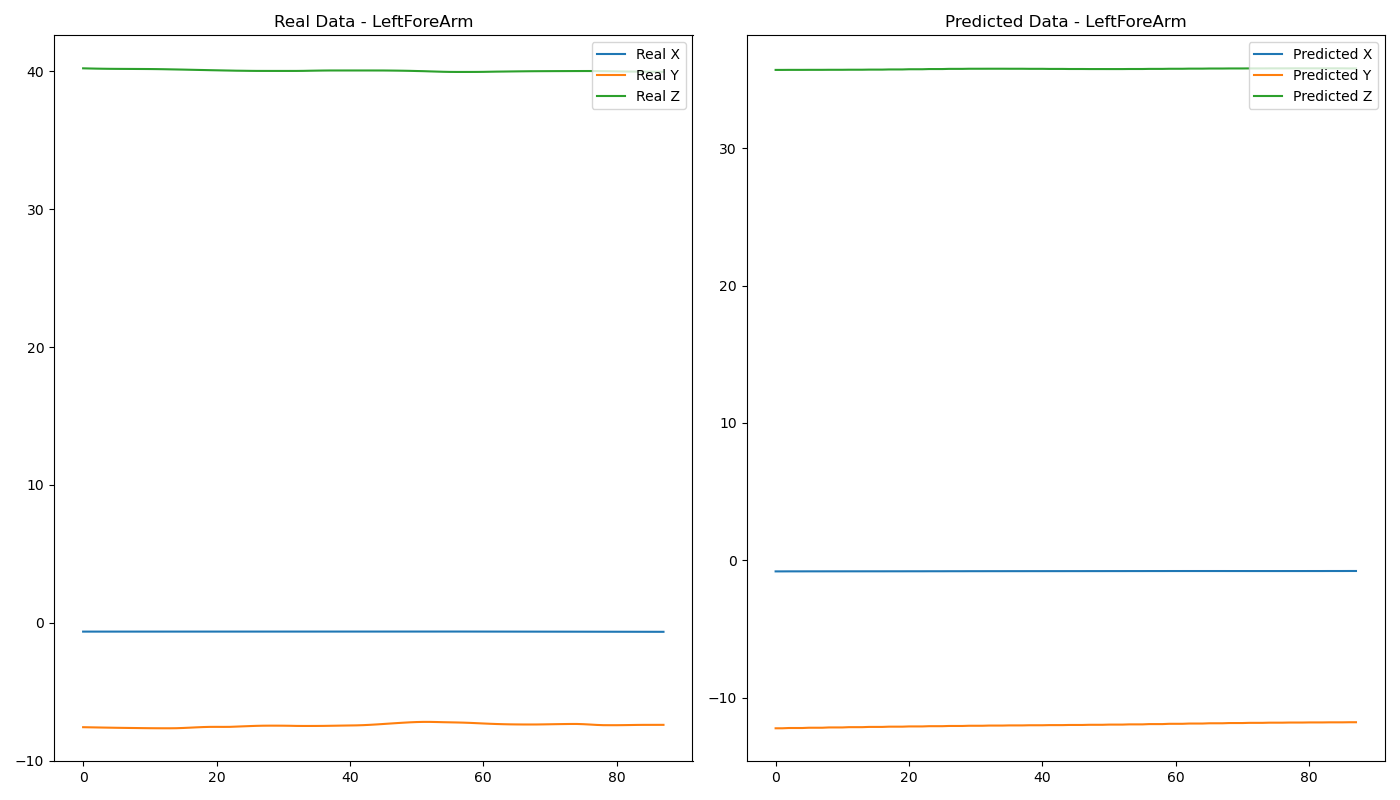 Real Data - LeftForeArm
40
30
20
10
0
−10
0 20 40 60 80
Real X
Real Y
Real Z
Predicted Data - LeftForeArm
30
20
10
0
−10
0 20 40 60 80
Predicted X
Predicted Y
Predicted Z